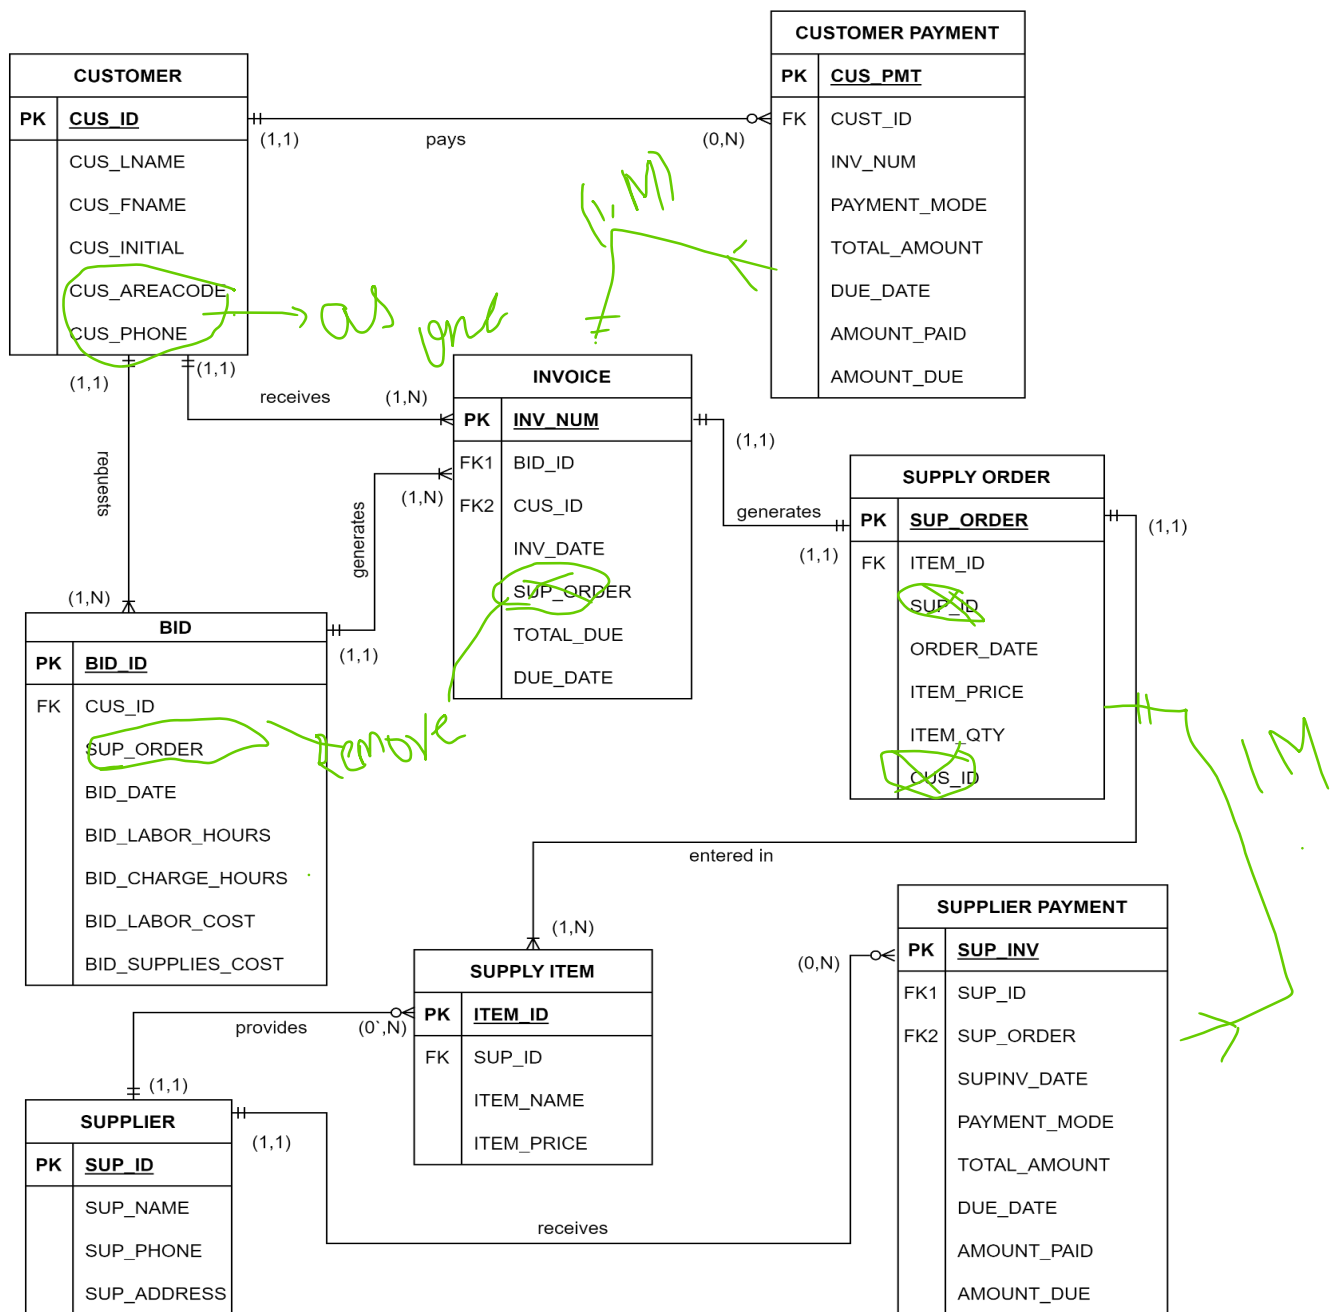 CUSTOMER
PK CUS_ID
CUS_LNAME
CUS_FNAME
CUS_INITIAL
CUS_AREACODE
CUS_PHONE
as one
(1,1)
pays
(0,N)
CUSTOMER PAYMENT
PK CUS_PMT
FK CUST_ID
INV_NUM
PAYMENT_MODE
TOTAL_AMOUNT
DUE_DATE
AMOUNT_PAID
AMOUNT_DUE
(1,M)
(1,1)
(1,1)
receives
(1,N)
requests
(1,N)
generates
(1,N)
(1,1)
INVOICE
PK INV_NUM
FK1 BID_ID
FK2 CUS_ID
INV_DATE
SUP_ORDER
TOTAL_DUE
DUE_DATE
(1,1)
generates
(1,1)
SUPPLY ORDER
PK SUP_ORDER
FK ITEM_ID
SUP_ID
ORDER_DATE
ITEM_PRICE
ITEM_QTY
CUS_ID
(1,1)
1 M
BID
PK BID_ID
FK CUS_ID
SUP_ORDER
BID_DATE
BID_LABOR_HOURS
BID_CHARGE_HOURS
BID_LABOR_COST
BID_SUPPLIES_COST
Remove
entered in
(1,N)
SUPPLY ITEM
PK ITEM_ID
FK SUP_ID
ITEM_NAME
ITEM_PRICE
provides
(0`,N)
(1,1)
SUPPLIER
PK SUP_ID
SUP_NAME
SUP_PHONE
SUP_ADDRESS
(1,1)
receives
(0,N)
SUPPLIER PAYMENT
PK SUP_INV
FK1 SUP_ID
FK2 SUP_ORDER
SUPINV_DATE
PAYMENT_MODE
TOTAL_AMOUNT
DUE_DATE
AMOUNT_PAID
AMOUNT_DUE